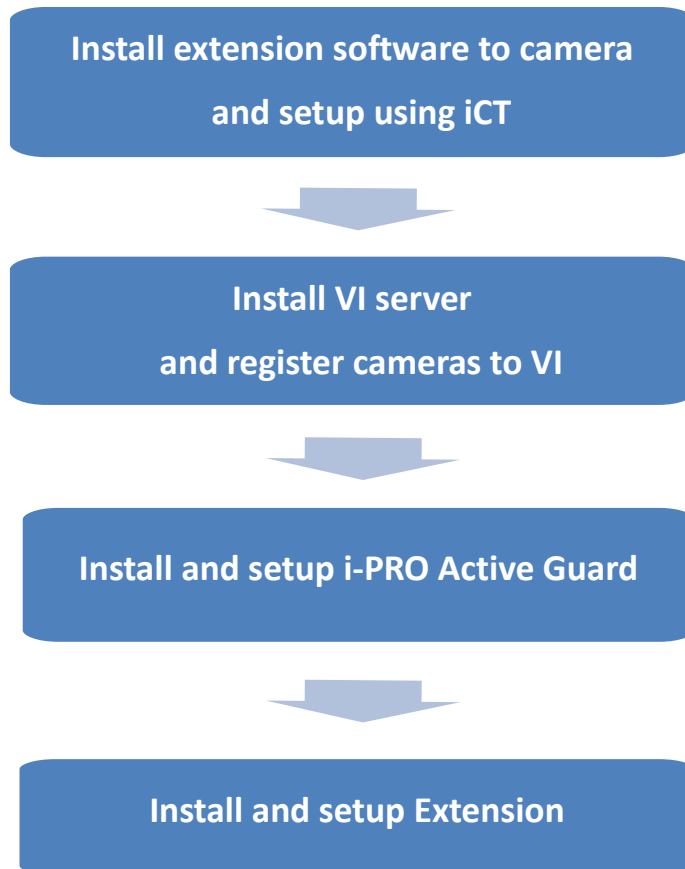 Install extension software to camera
and setup using iCT
Install VI server
and register cameras to VI
Install and setup i-PRO Active Guard
Install and setup Extension